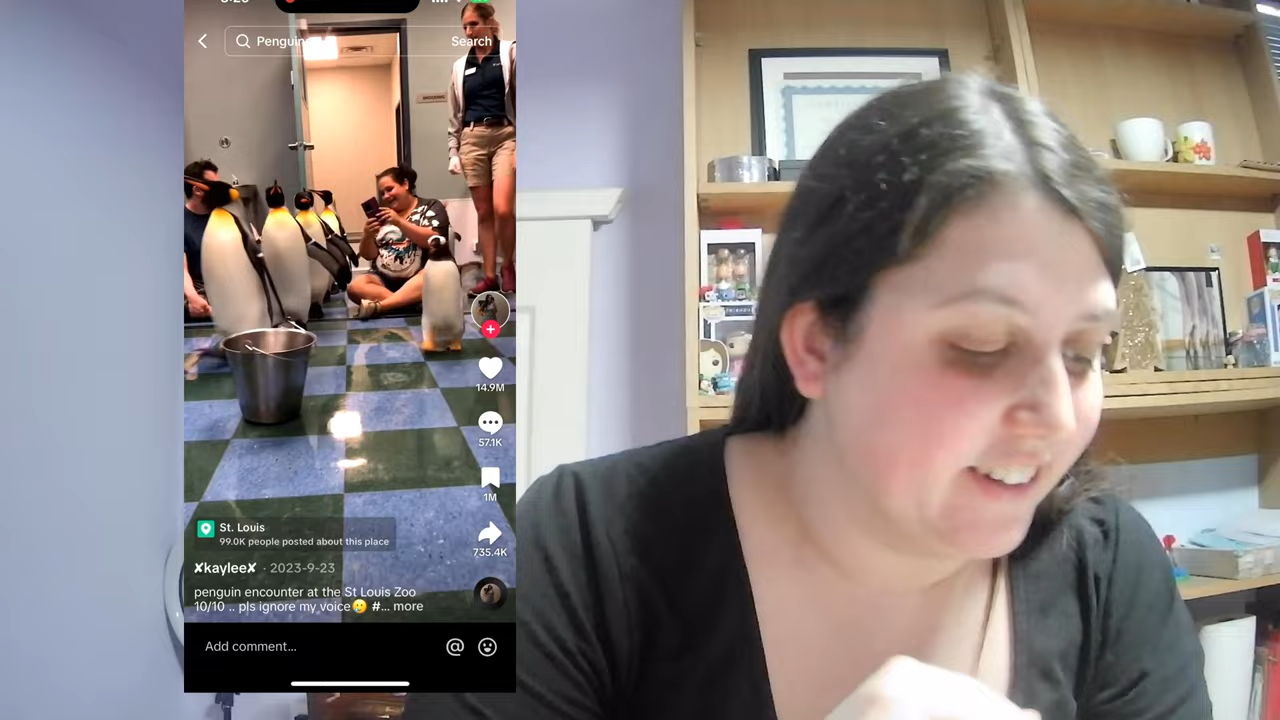 Penguin
Search
14.9M
57.1K
1M
735.4K
St. Louis
99.0K people posted about this place
✘kaylee✘ · 2023-9-23
penguin encounter at the St Louis Zoo
10/10 .. pls ignore my voice🥲 #... more
Add comment...